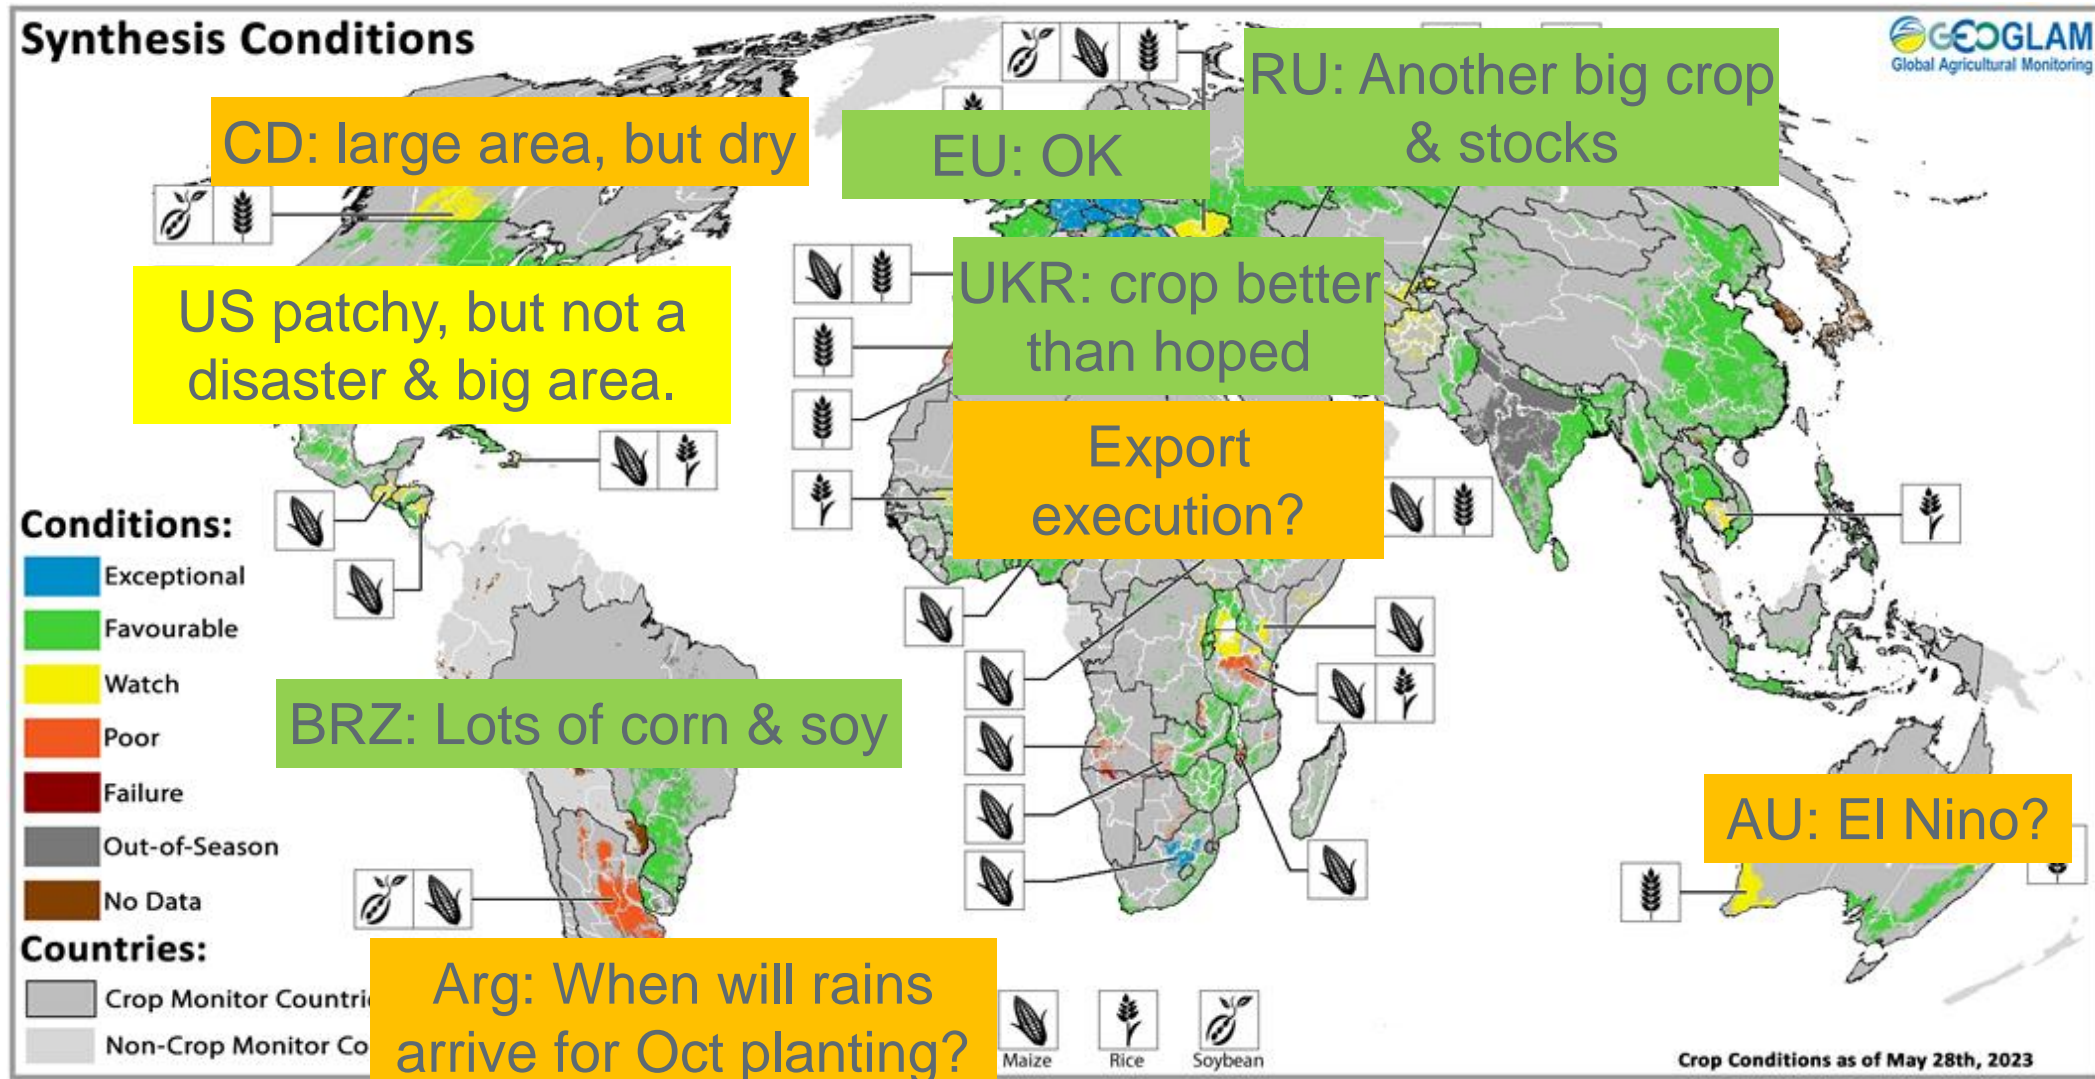 Synthesis Conditions
GEOGLAM
Global Agricultural Monitoring
CD: large area, but dry
EU: OK
RU: Another big crop
& stocks
US patchy, but not a
disaster & big area.
UKR: crop better
than hoped
Export
execution?
BRZ: Lots of corn & soy
AU: El Nino?
Arg: When will rains
arrive for Oct planting?
Conditions:
Exceptional
Favourable
Watch
Poor
Failure
Out-of-Season
No Data
Countries:
Crop Monitor
Non-Crop Monitor
Maize
Rice
Soybean
Crop Conditions as of May 28th, 2023